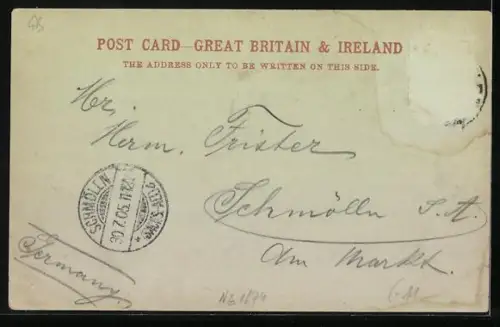 POST CARD—GREAT BRITAIN & IRELAND
THE ADDRESS ONLY TO BE WRITTEN ON THIS SIDE.
Hr.
Herm. Frister
Schmölln S. A.
Am Markt.
Germany
SCHMÖLLN